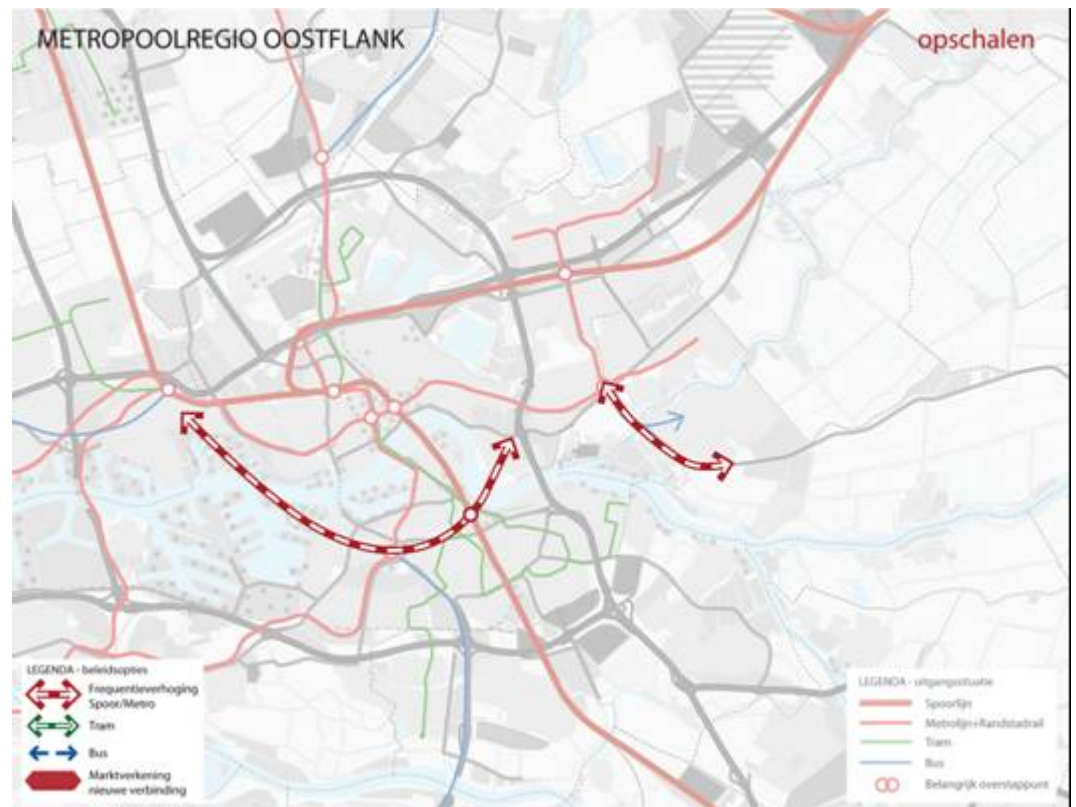 METROPOOLREGIO OOSTFLANK
opschalen
LEGENDA - beleidsopties
Frequentieverhoging
Spoor/Metro
Tram
Bus
Marktverkening
nieuwe verbinding
LEGENDA - uitgangssituatie
Spoorlijn
Metrolijn+Randstadrail
Tram
Bus
Belangrijk overstappunt